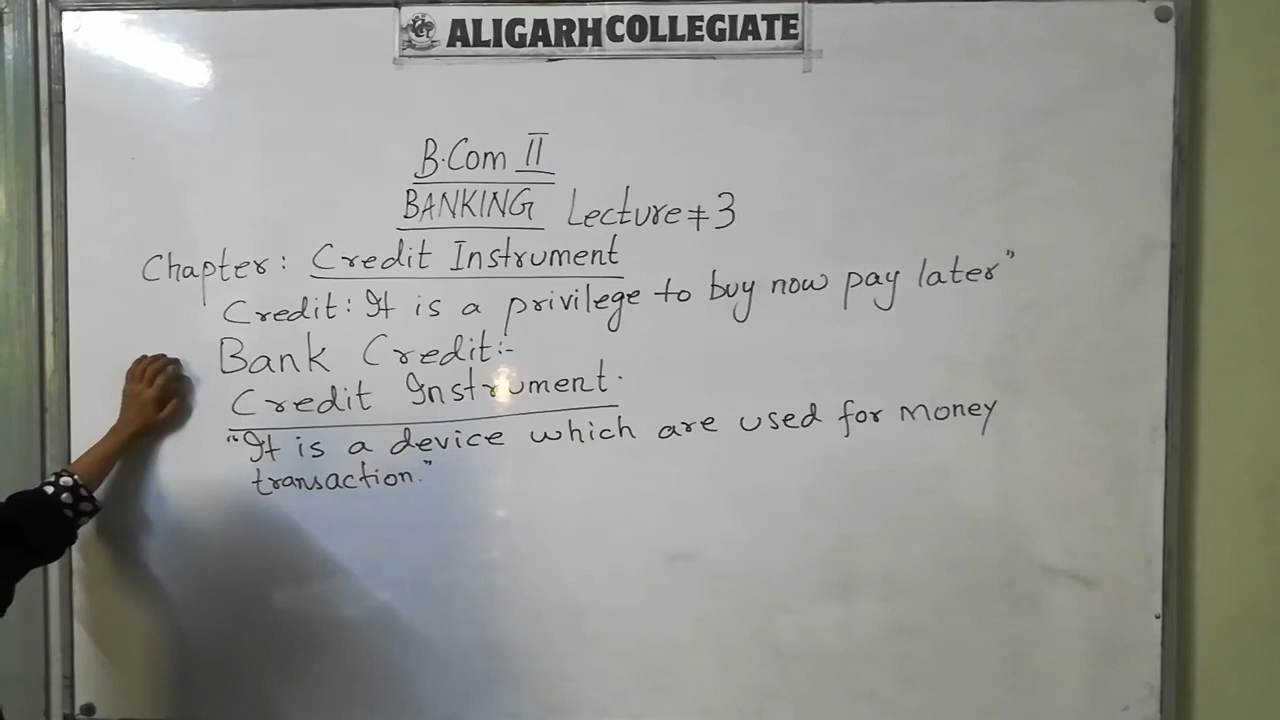 ALIGARH COLLEGIATE
B.Com II
BANKING Lecture # 3
Chapter: Credit Instrument
Credit: It is a privilege to buy now pay later"
Bank Credit:-
Credit Instrument.
"It is a device which are used for money
transaction."